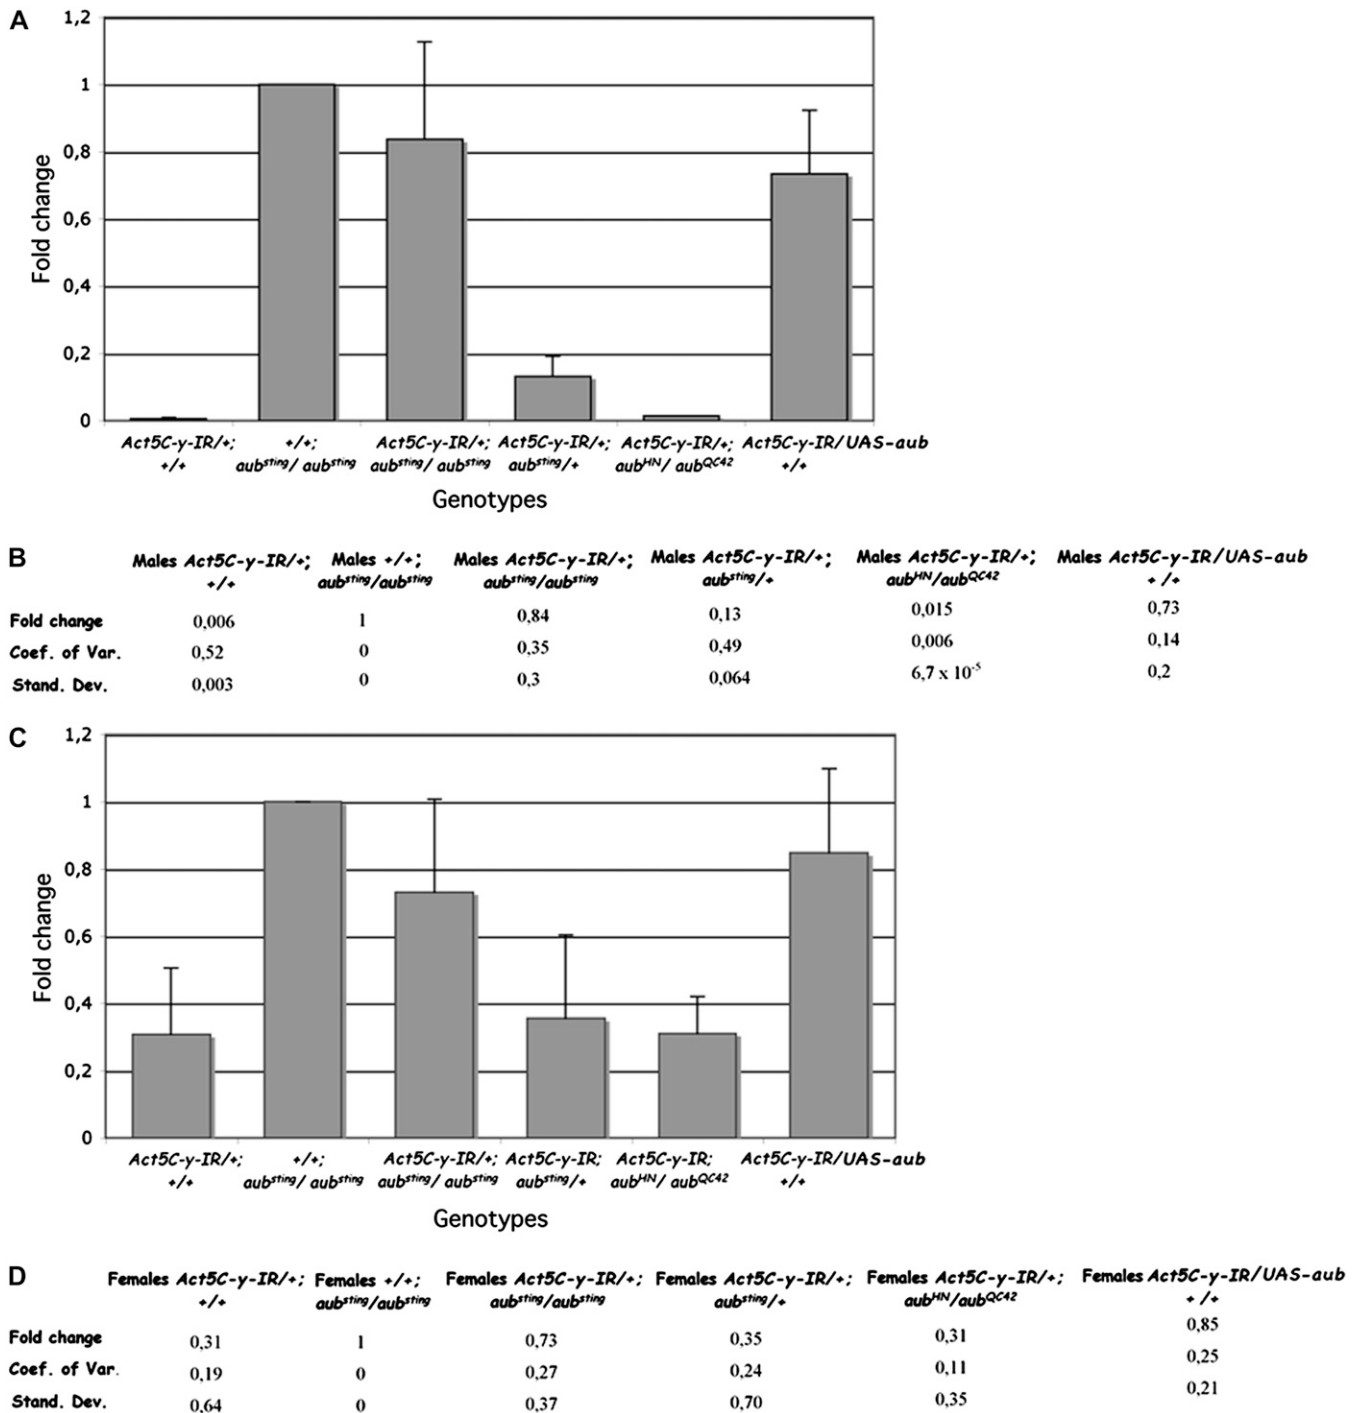 A
1,2
1
0,8
0,6
0,4
0,2
0
Fold change
Act5C-y-IR/+; +/+; Act5C-y-IR/+; Act5C-y-IR/+; Act5C-y-IR/+; Act5C-y-IR/UAS-aub
+/+ aub^sting/ aub^sting aub^sting/ aub^sting aub^sting/+ aub^HN/ aub^QC42 +/+
Genotypes
B
Males Act5C-y-IR/+; Males +/+; Males Act5C-y-IR/+; Males Act5C-y-IR/+; Males Act5C-y-IR/+; Males Act5C-y-IR/UAS-aub
+/+ aub^sting/aub^sting aub^sting/aub^sting aub^sting/+ aub^HN/aub^QC42 + /+
Fold change 0,006 1 0,84 0,13 0,015 0,73
Coef. of Var. 0,52 0 0,35 0,49 0,006 0,14
Stand. Dev. 0,003 0 0,3 0,064 6,7 x 10^-5 0,2
C
1,2
1
0,8
0,6
0,4
0,2
0
Fold change
Act5C-y-IR/+; +/+; Act5C-y-IR/+; Act5C-y-IR; Act5C-y-IR; Act5C-y-IR/UAS-aub
+/+ aub^sting/ aub^sting aub^sting/ aub^sting aub^sting/+ aub^HN/ aub^QC42 +/+
Genotypes
D
Females Act5C-y-IR/+; Females +/+; Females Act5C-y-IR/+; Females Act5C-y-IR/+; Females Act5C-y-IR/+; Females Act5C-y-IR/UAS-aub
+/+ aub^sting/aub^sting aub^sting/aub^sting aub^sting/+ aub^HN/aub^QC42 + /+
Fold change 0,31 1 0,73 0,35 0,31 0,85
Coef. of Var. 0,19 0 0,27 0,24 0,11 0,25
Stand. Dev. 0,64 0 0,37 0,70 0,35 0,21